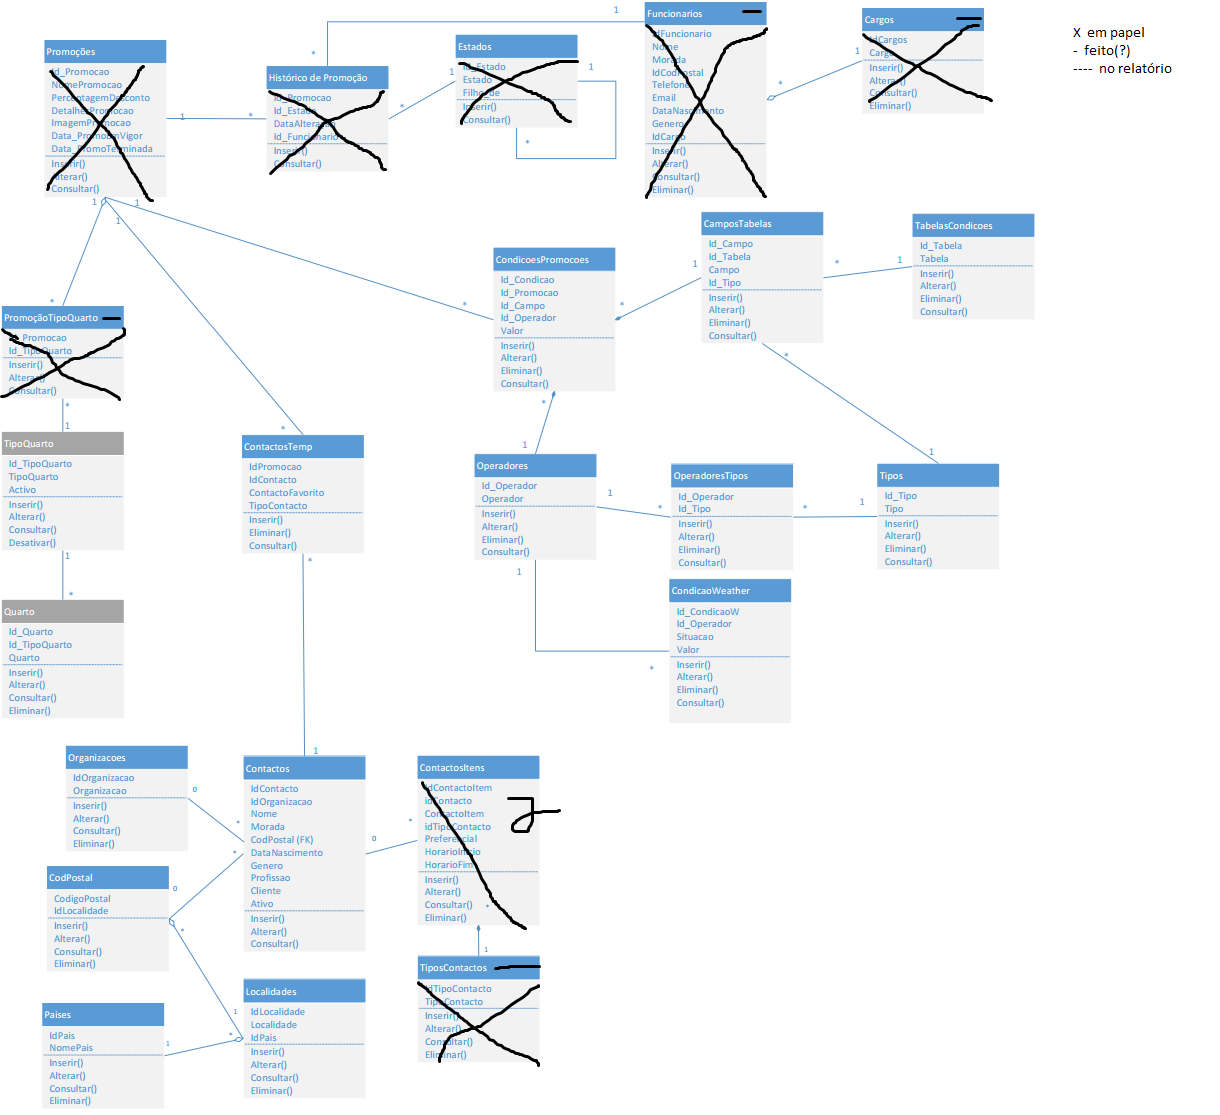 X em papel
- feito(?)
---- no relatório
Promoções
Id_Promocao
NomePromocao
PercentagemDesconto
DetalhesPromocao
ImagemPromocao
Data_PromoEmVigor
Data_PromoTerminada
Inserir()
Alterar()
Consultar()
Histórico de Promoção
Id_Promocao
Id_Estado
DataAlteracao
Id_Funcionario
Inserir()
Consultar()
Estados
Id_Estado
Estado
Filho_de
Inserir()
Consultar()
Funcionarios
IdFuncionario
Nome
Morada
IdCodPostal
Telefone
Email
DataNascimento
Genero
IdCargo
Inserir()
Alterar()
Consultar()
Eliminar()
Cargos
IdCargos
Cargo
Inserir()
Alterar()
Consultar()
Eliminar()
CondicoesPromocoes
Id_Condicao
Id_Promocao
Id_Campo
Id_Operador
Valor
Inserir()
Alterar()
Eliminar()
Consultar()
CamposTabelas
Id_Campo
Id_Tabela
Campo
Id_Tipo
Inserir()
Alterar()
Eliminar()
Consultar()
TabelasCondicoes
Id_Tabela
Tabela
Inserir()
Alterar()
Eliminar()
Consultar()
PromoçãoTipoQuarto
Promocao
Id_TipoQuarto
Inserir()
Alterar()
Consultar()
TipoQuarto
Id_TipoQuarto
TipoQuarto
Activo
Inserir()
Alterar()
Consultar()
Desativar()
ContactosTemp
IdPromocao
IdContacto
ContactoFavorito
TipoContacto
Inserir()
Eliminar()
Consultar()
Operadores
Id_Operador
Operador
Inserir()
Alterar()
Eliminar()
Consultar()
OperadoresTipos
Id_Operador
Id_Tipo
Inserir()
Alterar()
Eliminar()
Consultar()
Tipos
Id_Tipo
Tipo
Inserir()
Alterar()
Eliminar()
Consultar()
CondicaoWeather
Id_CondicaoW
Id_Operador
Situacao
Valor
Inserir()
Alterar()
Eliminar()
Consultar()
Quarto
Id_Quarto
Id_TipoQuarto
Quarto
Inserir()
Alterar()
Consultar()
Eliminar()
Organizacoes
IdOrganizacao
Organizacao
Inserir()
Alterar()
Consultar()
Eliminar()
Contactos
IdContacto
IdOrganizacao
Nome
Morada
CodPostal (FK)
DataNascimento
Genero
Profissao
Cliente
Ativo
Inserir()
Alterar()
Consultar()
ContactosItens
idContactoItem
idContacto
ContactoItem
idTipoContacto
Preferencial
HorarioInicio
HorarioFim
Inserir()
Alterar()
Consultar()
Eliminar()
CodPostal
CodigoPostal
IdLocalidade
Inserir()
Alterar()
Consultar()
Eliminar()
TiposContactos
IdTipoContacto
TipoContacto
Inserir()
Alterar()
Consultar()
Eliminar()
Localidades
IdLocalidade
Localidade
IdPais
Inserir()
Alterar()
Consultar()
Eliminar()
Paises
IdPais
NomePais
Inserir()
Alterar()
Consultar()
Eliminar()